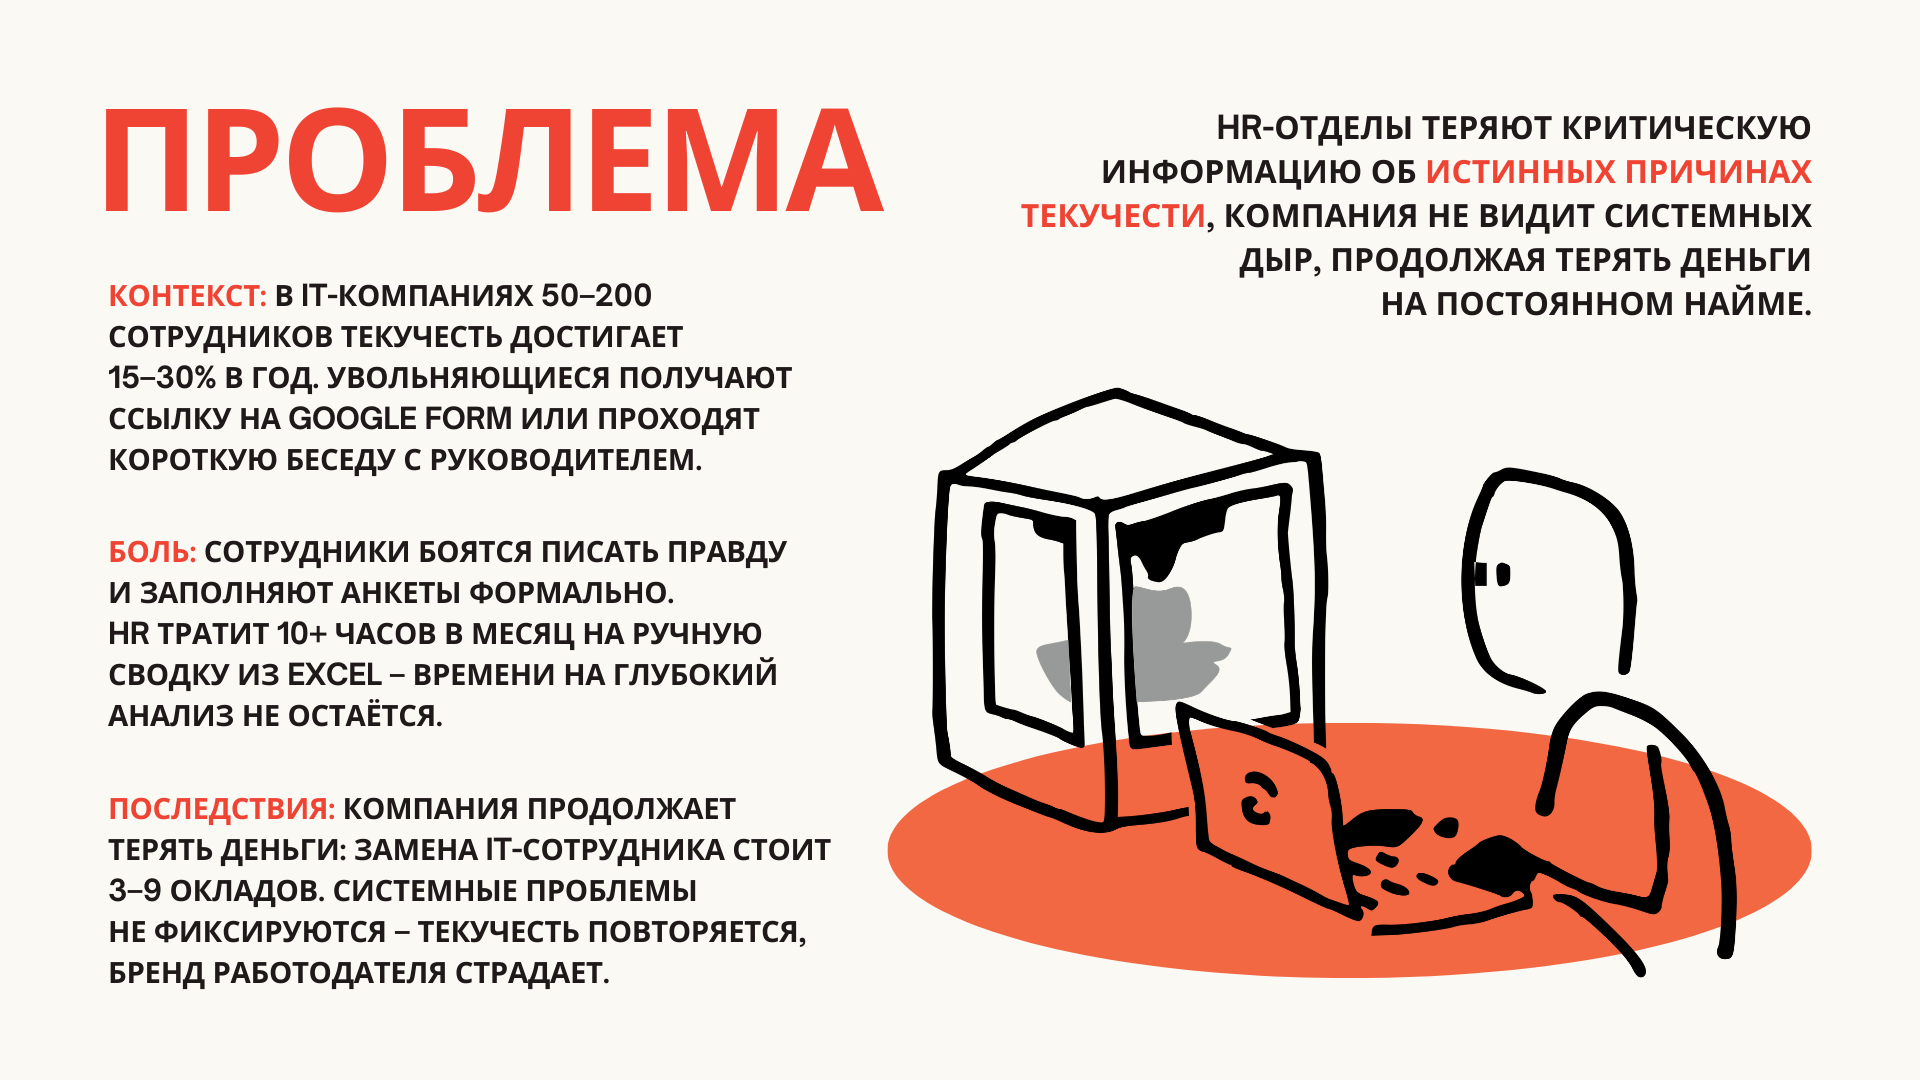 ПРОБЛЕМА
HR-ОТДЕЛЫ ТЕРЯЮТ КРИТИЧЕСКУЮ
ИНФОРМАЦИЮ ОБ ИСТИННЫХ ПРИЧИНАХ
ТЕКУЧЕСТИ, КОМПАНИЯ НЕ ВИДИТ СИСТЕМНЫХ
ДЫР, ПРОДОЛЖАЯ ТЕРЯТЬ ДЕНЬГИ
НА ПОСТОЯННОМ НАЙМЕ.
КОНТЕКСТ: В IT-КОМПАНИЯХ 50–200
СОТРУДНИКОВ ТЕКУЧЕСТЬ ДОСТИГАЕТ
15–30% В ГОД. УВОЛЬНЯЮЩИЕСЯ ПОЛУЧАЮТ
ССЫЛКУ НА GOOGLE FORM ИЛИ ПРОХОДЯТ
КОРОТКУЮ БЕСЕДУ С РУКОВОДИТЕЛЕМ.
БОЛЬ: СОТРУДНИКИ БОЯТСЯ ПИСАТЬ ПРАВДУ
И ЗАПОЛНЯЮТ АНКЕТЫ ФОРМАЛЬНО.
HR ТРАТИТ 10+ ЧАСОВ В МЕСЯЦ НА РУЧНУЮ
СВОДКУ ИЗ EXCEL – ВРЕМЕНИ НА ГЛУБОКИЙ
АНАЛИЗ НЕ ОСТАЁТСЯ.
ПОСЛЕДСТВИЯ: КОМПАНИЯ ПРОДОЛЖАЕТ
ТЕРЯТЬ ДЕНЬГИ: ЗАМЕНА IT-СОТРУДНИКА СТОИТ
3–9 ОКЛАДОВ. СИСТЕМНЫЕ ПРОБЛЕМЫ
НЕ ФИКСИРУЮТСЯ – ТЕКУЧЕСТЬ ПОВТОРЯЕТСЯ,
БРЕНД РАБОТОДАТЕЛЯ СТРАДАЕТ.